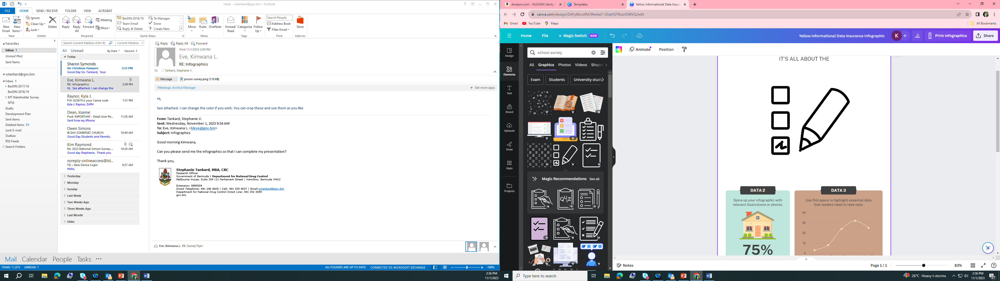 Inbox - svtankard@gov.bm - Outlook
FILE HOME SEND / RECEIVE FOLDER VIEW ACROBAT
New Email
New Items
Ignore
Clean Up
Junk
Delete
Reply
Reply All
Forward
Meeting
More
BerDIN 2018/19
Team Email
Reply & Delete
To Manager
Done
Create New
Move
Rules
OneNote
Unread/ Read
Categorize
Follow Up
Search People
Address Book
Filter Email
Store
New Delete Respond Quick Steps Move Tags Find Add-ins
Favorites
Inbox 1
Unread Mail
Sent Items
svtankard@gov.bm
Inbox 1
BerDIN 2017/18
BerDIN 2018/19
MT Stakeholder Survey
SPSS
Drafts
Development Plan
Sent Items
Deleted Items 51
Junk E-mail
Outbox
RSS Feeds
Search Folders
Search Current Mailbox (Ctrl+E) Current Mailbox
All Unread By Date Newest
Today
Sharon Symonds
Re: Christmas Hampers 2:33 PM
Good Day Sis. Tankard, Your
Eve, Kimwana L.
RE: Infographics 2:09 PM
Hi, See attached. I can change the
Raynor, Kyla J.
FW: 623879 is your Canva code 1:51 PM
Kyla J. Raynor, DrPH
Dean, Joanne
Fwd: IMPORTANT - Email User Pa... 11:05 AM
Sent from my iPhone
Owen Simons
BI DAY SOMERSET CHURCH 10:49 AM
Good Day Students and Parents,
Kim Raymond
Re: 2023 National School Survey-... 10:26 AM
Good day Stephanie, Thank you
noreply-onlineaccess@td...
TD – New Device Login 9:37 AM
Hello,
Yesterday
Monday
Sunday
Last Week
Two Weeks Ago
Three Weeks Ago
Last Month
Older
Reply Reply All Forward
Wed 11/1/2023 2:09 PM
Eve, Kimwana L.
RE: Infographics
To Tankard, Stephanie V.
Message prison survey.png (118 KB)
Metalogix Archive Manager + Get more apps
Hi,
See attached. I can change the color if you wish. You can crop these and use them as you like
From: Tankard, Stephanie V.
Sent: Wednesday, November 1, 2023 9:34 AM
To: Eve, Kimwana L. <kleve@gov.bm>
Subject: Infographics
Good morning Kimwana,
Can you please send me the infographics so that I can complete my presentation?
Thank you,
Stephanie Tankard, MBA, CRC
Research Officer
Government of Bermuda | Department for National Drug Control
Melbourne House, Suite 304 |11 Parliament Street | Hamilton, Bermuda HM12
Extension: 8880004
Direct Telephone: 441 246 8605 | Cell: 441 535 4037 | Email:svtankard@gov.bm
Department for National Drug Control Direct Line: 441 292 3049
gov.bm
Eve, Kimwana L. RE: Survey Flyer
Mail Calendar People Tasks
ITEMS: 11,015 UNREAD: 1 ALL FOLDERS ARE UP TO DATE. CONNECTED TO: MICROSOFT EXCHANGE 100%
2:36 PM
11/1/2023
Amazon.com - NUSVAN Vanity
Templates
Yellow Informational Data Insura
canva.com/design/DAFy8KcrxfM/9KwbeT-G5qHGTRxznDtBVQ/edit
Gmail YouTube Maps All Bookmarks
Home File Magic Switch NEW Yellow Informational Data Insurance Infographic K + Print Infographics Share
Design
Elements
Text
Brand
Uploads
Draw
Apps
Projects
school survey
All Graphics Photos Videos Shape
Exam Students University stude
QUIZ
Magic Recommendations See all
Animate Position
IT'S ALL ABOUT THE
DATA 2
Spice up your infographic with
relevant illustrations or photos.
75%
DATA 3
Use this space to highlight essential data
that readers need to take note.
40
30
20
10
0
Notes Page 1 / 1 83%
Type here to search
26°C Heavy t-storms
2:36 PM
11/1/2023
27